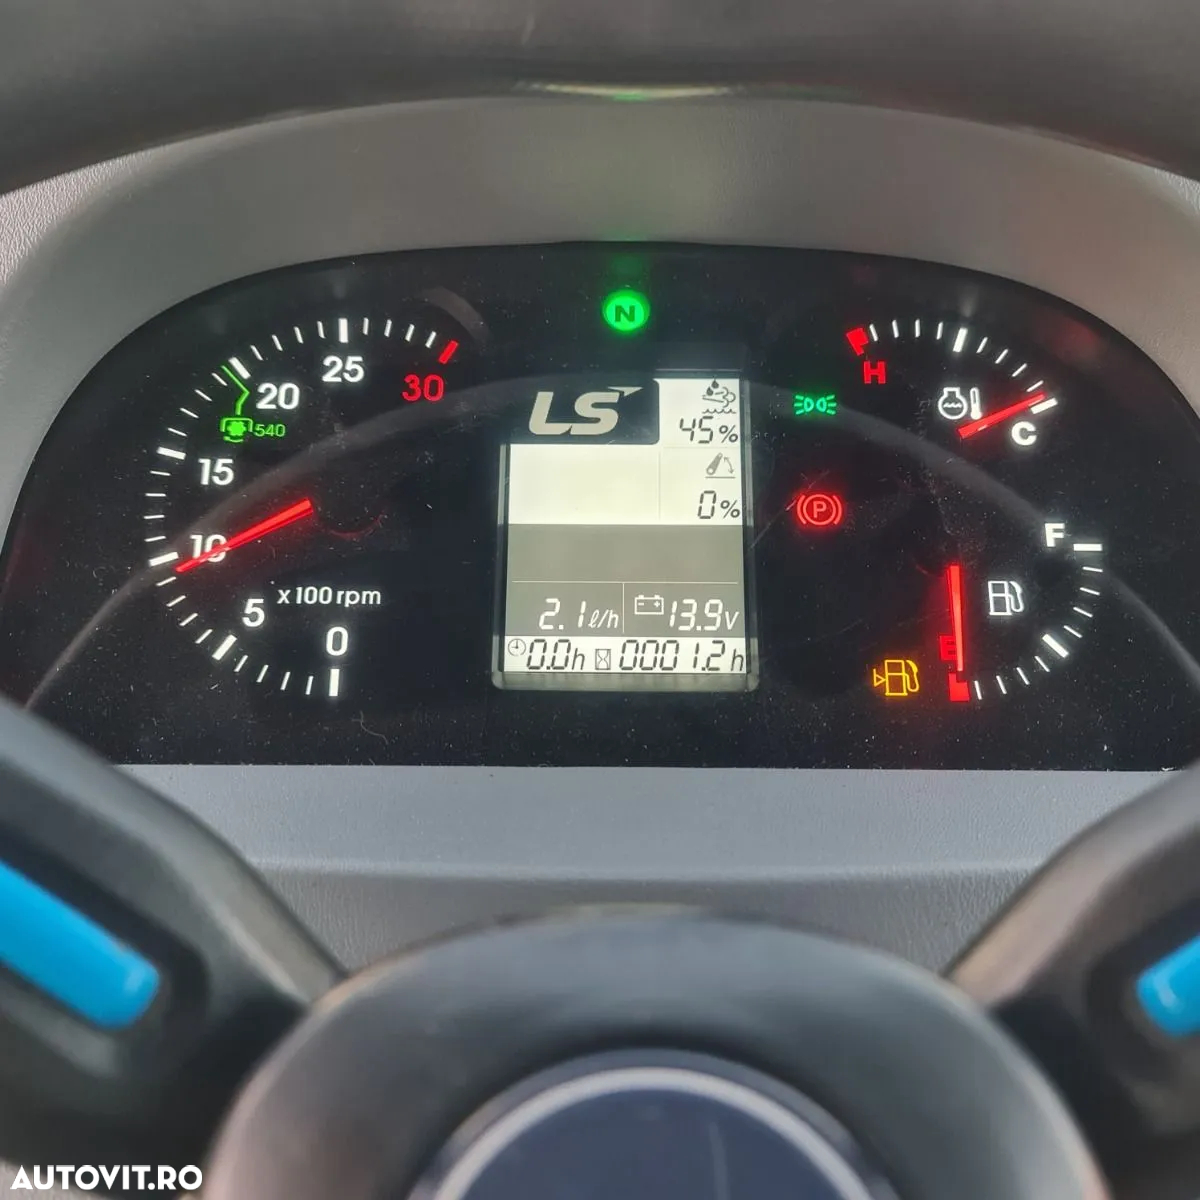 N
25
20
30
540
15
10
5
x100rpm
0
LS
45%
0%
2.1ℓ/h
13.9V
0.0h
0001.2h
H
C
P
F
E
AUTOVIT.RO